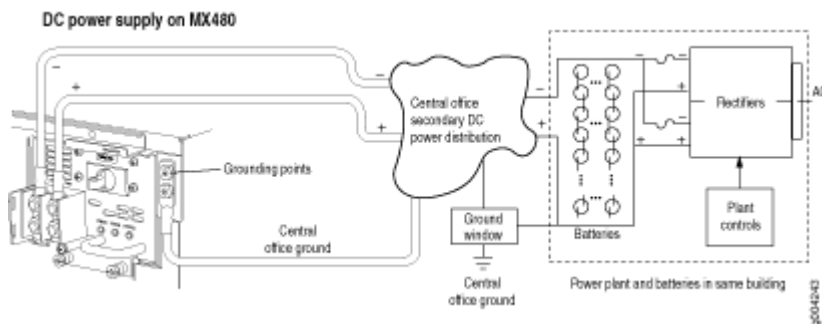 DC power supply on MX480
Central office
secondary DC
power distribution
Rectifiers
Grounding points
Central
office ground
Ground
window
Central
office ground
Batteries
Plant
controls
Power plant and batteries in same building
g004243